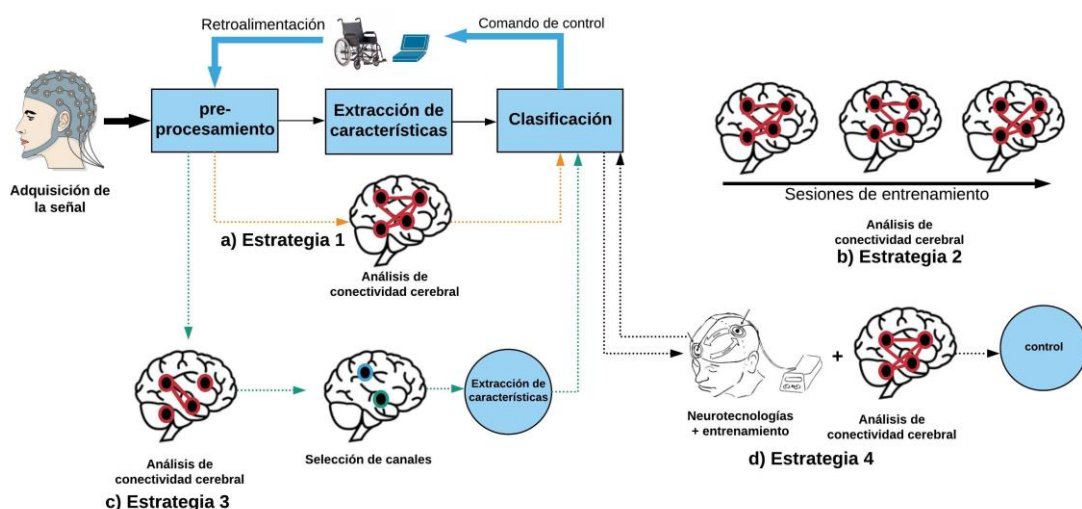 Retroalimentación
Comando de control
pre-
procesamiento
Extracción de
características
Clasificación
Adquisición de
la señal
a) Estrategia 1
Análisis de
conectividad cerebral
Sesiones de entrenamiento
Análisis de
conectividad cerebral
b) Estrategia 2
Análisis de
conectividad cerebral
c) Estrategia 3
Selección de canales
Extracción de
características
Neurotecnologías
+ entrenamiento
+
Análisis de
conectividad cerebral
d) Estrategia 4
control